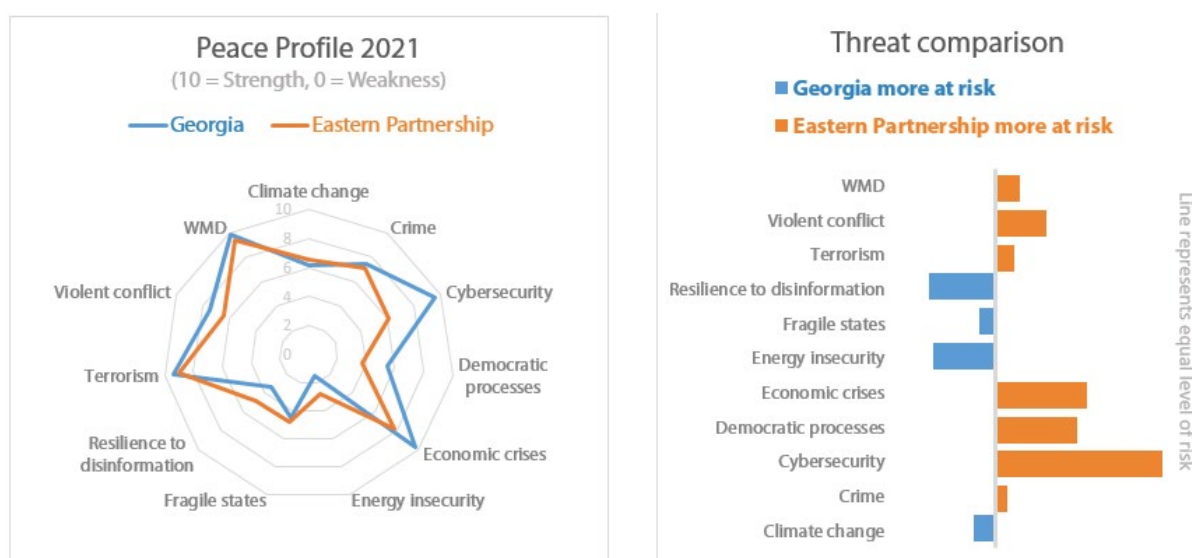 Peace Profile 2021
(10 = Strength, 0 = Weakness)
Georgia
Eastern Partnership
Climate change
10
WMD
Crime
8
6
Violent conflict
Cybersecurity
4
2
0
Terrorism
Democratic
processes
Resilience to
disinformation
Economic crises
Fragile states
Energy insecurity
Threat comparison
Georgia more at risk
Eastern Partnership more at risk
WMD
Violent conflict
Terrorism
Resilience to disinformation
Fragile states
Energy insecurity
Economic crises
Democratic processes
Cybersecurity
Crime
Climate change
Line represents equal level of risk